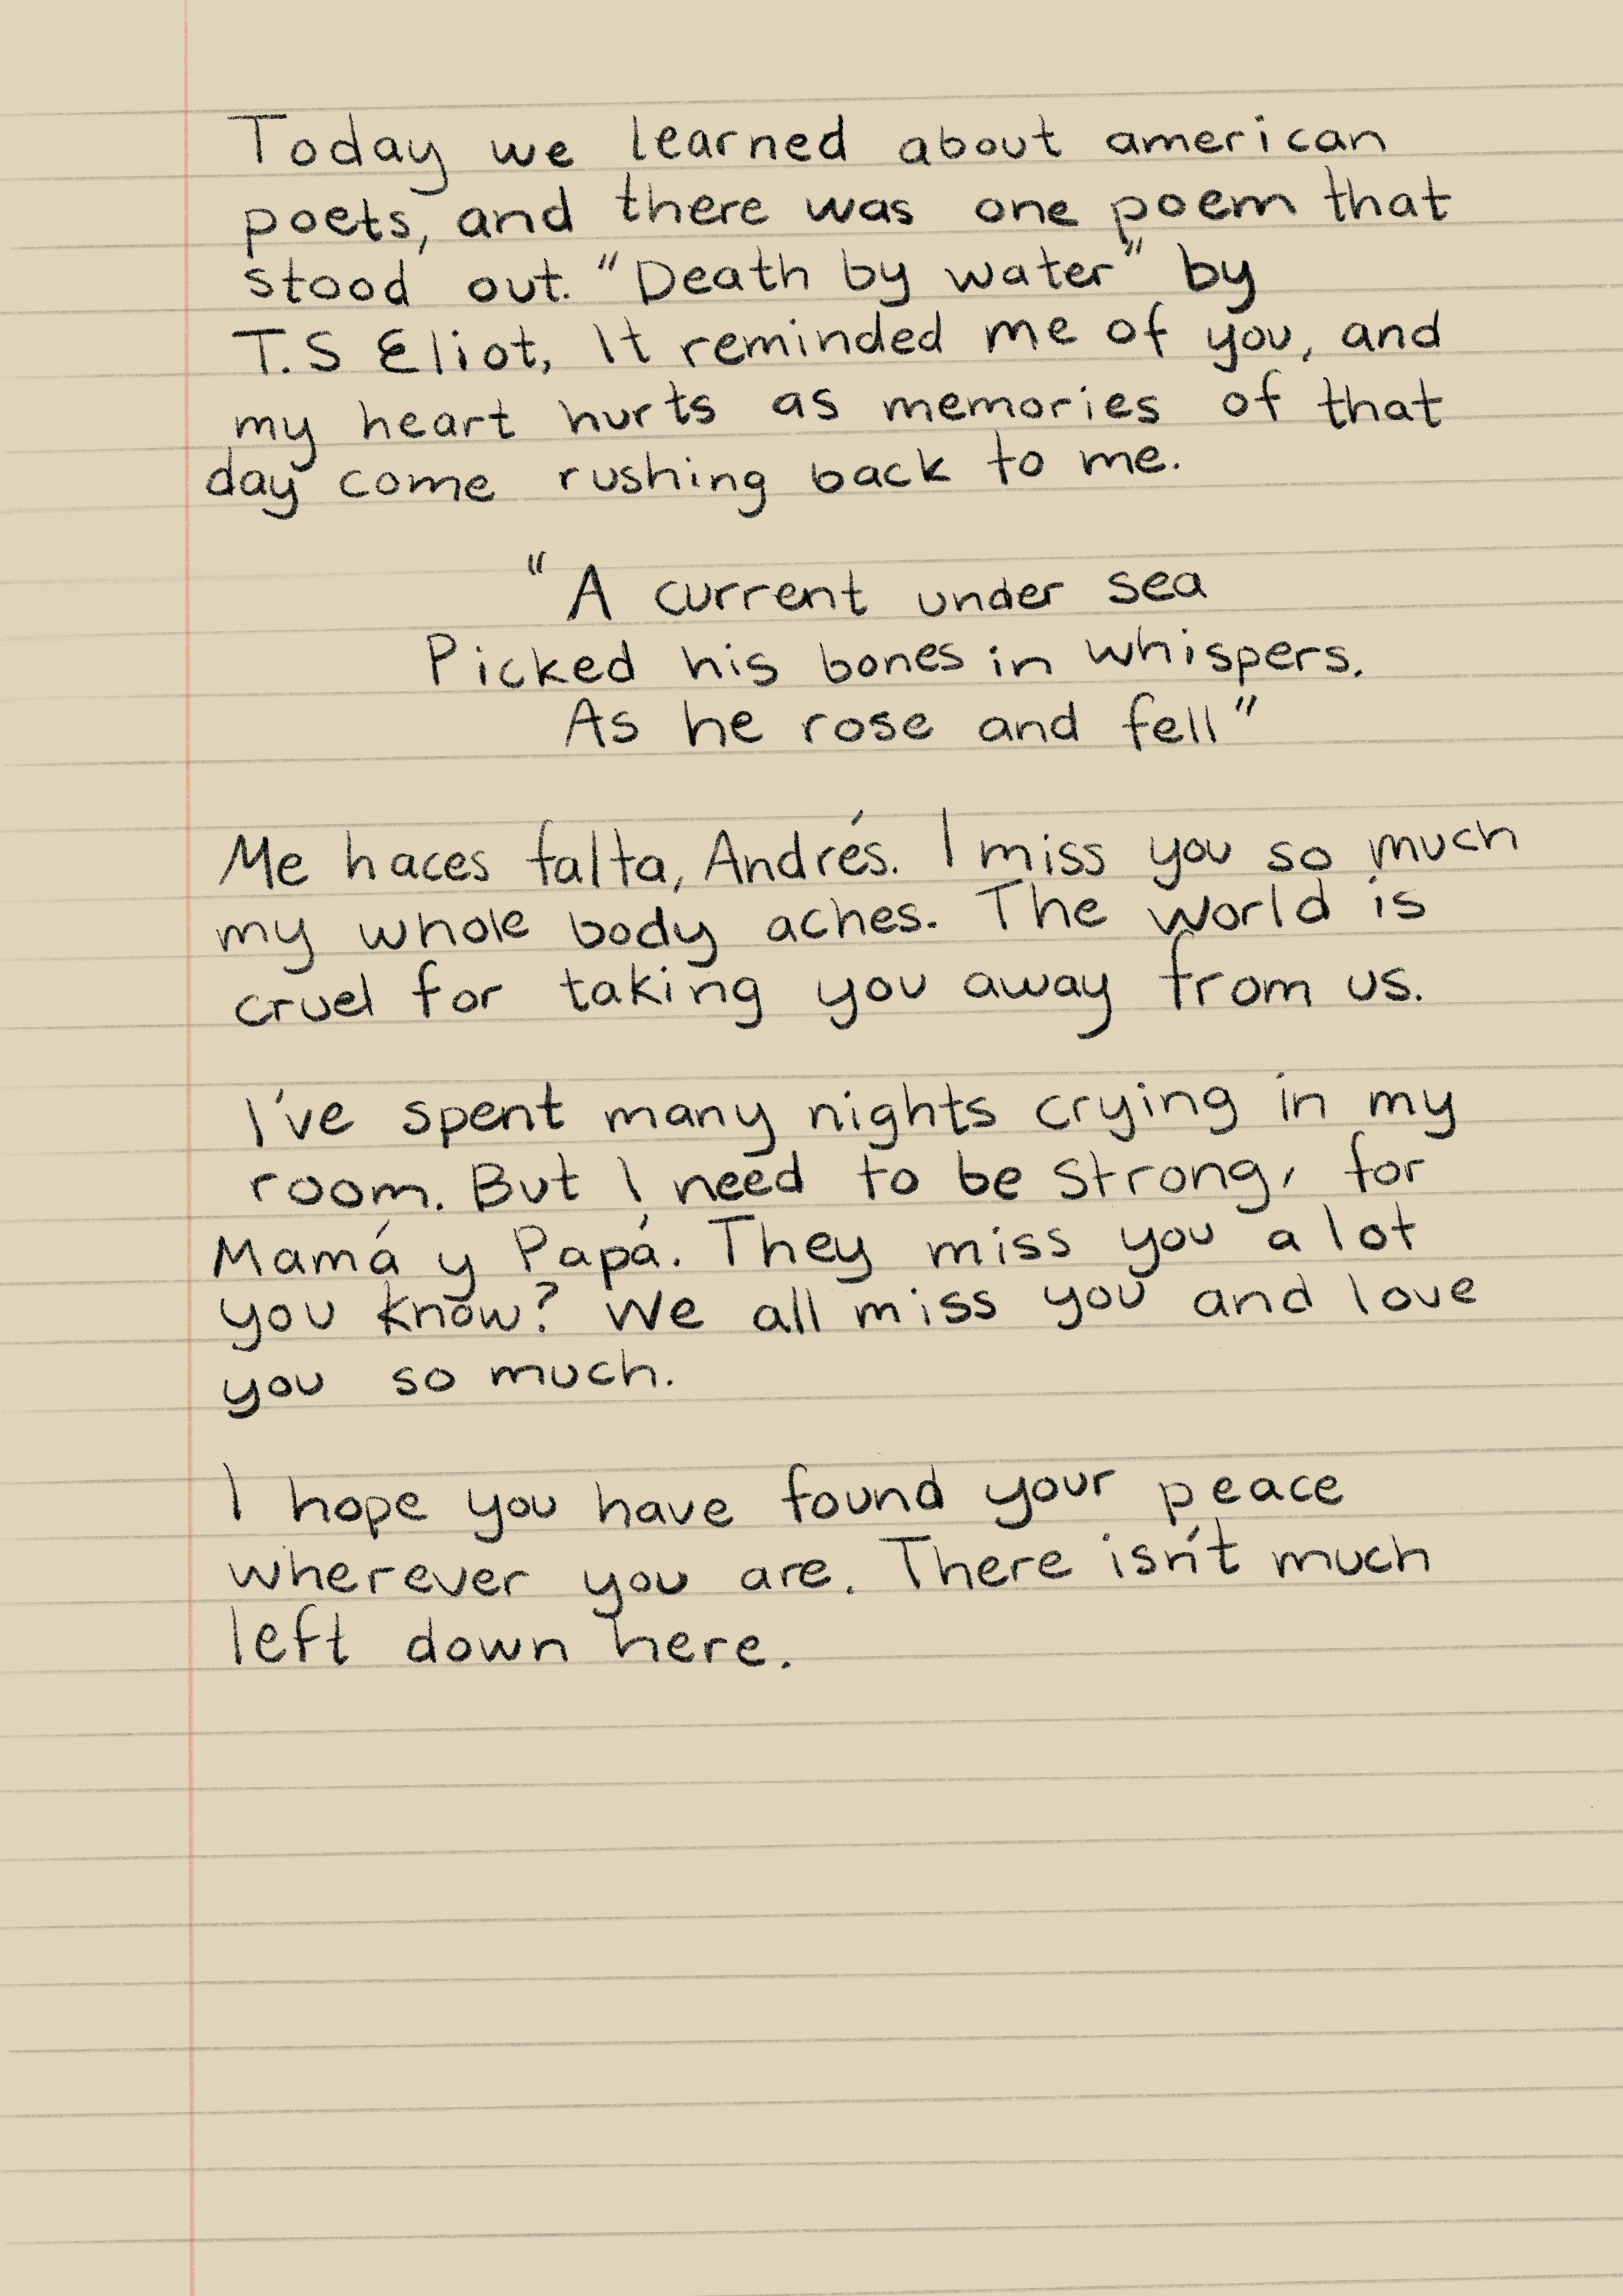 Today we learned about american
poets, and there was one poem that
stood out. "Death by water" by
T.S Eliot, It reminded me of you, and
my heart hurts as memories of that
day come rushing back to me.
"A current under sea
Picked his bones in whispers.
As he rose and fell"
Me haces falta, Andrés. I miss you so much
my whole body aches. The world is
cruel for taking you away from us.
I've spent many nights crying in my
room. But I need to be strong, for
Mamá y Papá. They miss you a lot
you know? We all miss you and love
you so much.
I hope you have found your peace
wherever you are. There isn't much
left down here.